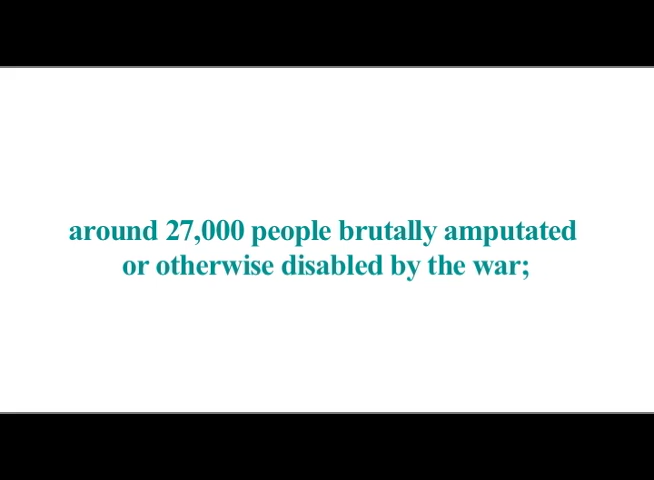 around 27,000 people brutally amputated
or otherwise disabled by the war;